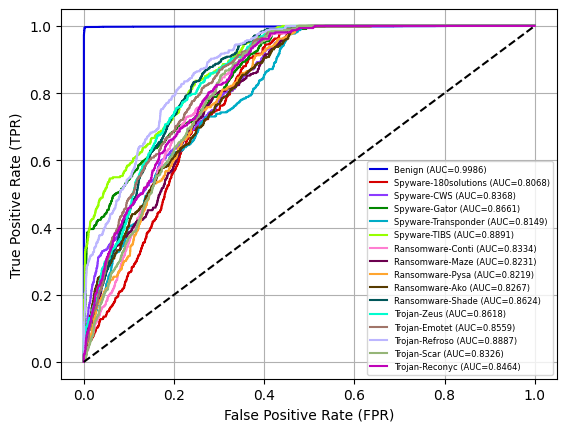 1.0
0.8
0.6
0.4
0.2
0.0
True Positive Rate (TPR)
Benign (AUC=0.9986)
Spyware-180solutions (AUC=0.8068)
Spyware-CWS (AUC=0.8368)
Spyware-Gator (AUC=0.8661)
Spyware-Transponder (AUC=0.8149)
Spyware-TIBS (AUC=0.8891)
Ransomware-Conti (AUC=0.8334)
Ransomware-Maze (AUC=0.8231)
Ransomware-Pysa (AUC=0.8219)
Ransomware-Ako (AUC=0.8267)
Ransomware-Shade (AUC=0.8624)
Trojan-Zeus (AUC=0.8618)
Trojan-Emotet (AUC=0.8559)
Trojan-Refroso (AUC=0.8887)
Trojan-Scar (AUC=0.8326)
Trojan-Reconyc (AUC=0.8464)
0.0 0.2 0.4 0.6 0.8 1.0
False Positive Rate (FPR)